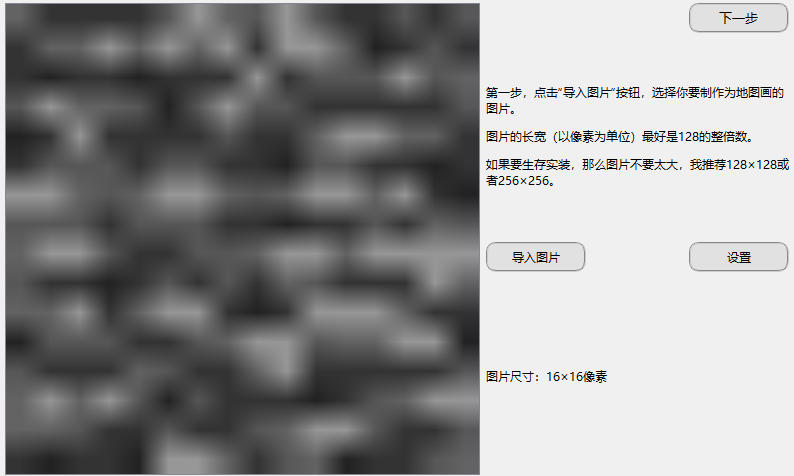 下一步
第一步，点击"导入图片"按钮，选择你要制作为地图画的
图片。
图片的长宽（以像素为单位）最好是128的整倍数。
如果要生存实装，那么图片不要太大，我推荐128×128或
者256×256。
导入图片
设置
图片尺寸：16×16像素